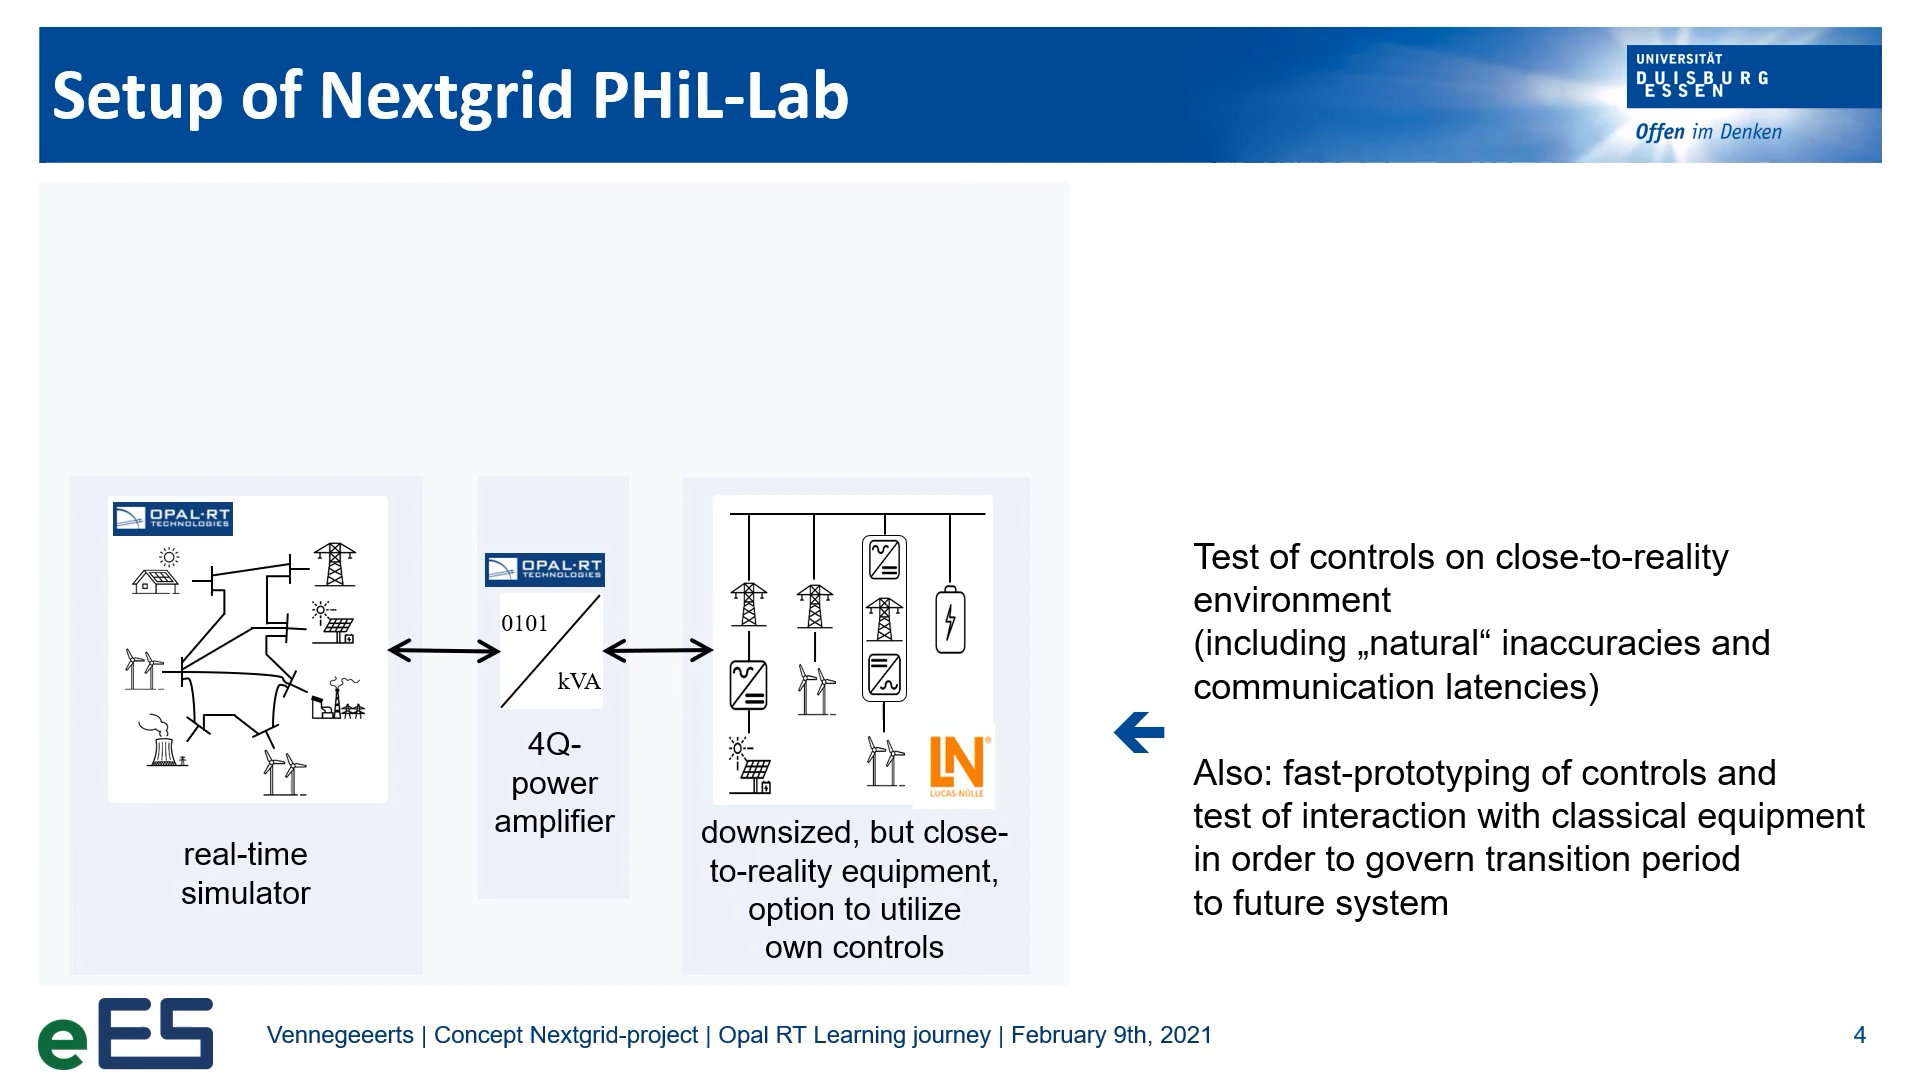 Setup of Nextgrid PHiL-Lab
UNIVERSITÄT
DUISBURG
ESSEN
Offen im Denken
OPAL-RT
TECHNOLOGIES
real-time
simulator
OPAL-RT
TECHNOLOGIES
0101
kVA
4Q-
power
amplifier
LN®
LUCAS-NÜLLE
downsized, but close-
to-reality equipment,
option to utilize
own controls
Test of controls on close-to-reality
environment
(including „natural“ inaccuracies and
communication latencies)
Also: fast-prototyping of controls and
test of interaction with classical equipment
in order to govern transition period
to future system
eES
Vennegeeerts | Concept Nextgrid-project | Opal RT Learning journey | February 9th, 2021
4